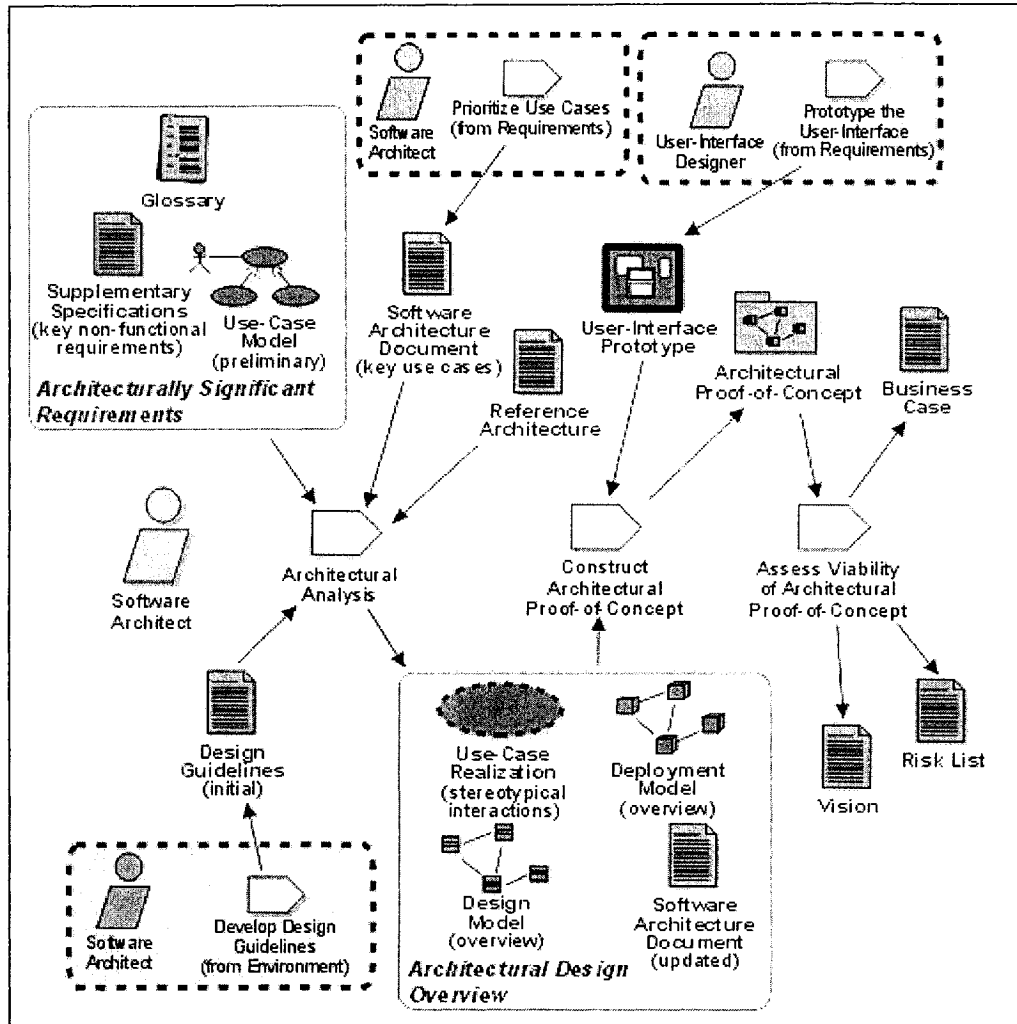 Software
Architect
Prioritize Use Cases
(from Requirements)
User-Interface
Designer
Prototype the
User-Interface
(from Requirements)
Glossary
Supplementary
Specifications
(key non-functional
requirements)
Use-Case
Model
(preliminary)
Architecturally Significant
Requirements
Software
Architecture
Document
(key use cases)
Reference
Architecture
User-Interface
Prototype
Architectural
Proof-of-Concept
Business
Case
Software
Architect
Architectural
Analysis
Construct
Architectural
Proof-of Concept
Assess Viability
of Architectural
Proof-of-Concept
Design
Guidelines
(initial)
Use-Case
Realization
(stereotypical
interactions)
Deployment
Model
(overview)
Vision
Risk List
Software
Architect
Develop Design
Guidelines
(from Environment)
Design
Model
(overview)
Software
Architecture
Document
(updated)
Architectural Design
Overview